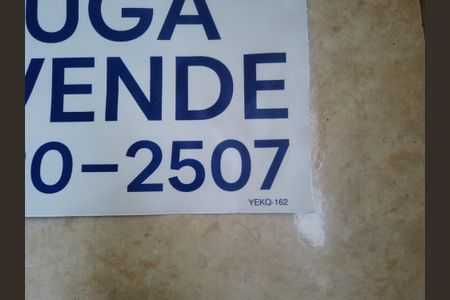 UGA
VENDE
0-2507
YEKQ-162